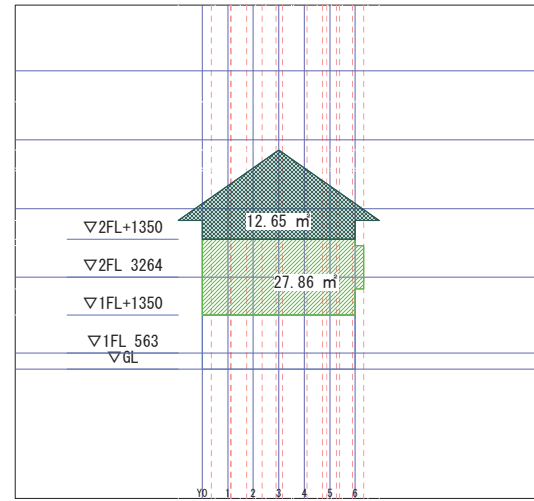 12.65 ㎡
▽2FL+1350
▽2FL 3264
27.86 ㎡
▽1FL+1350
▽1FL 563
▽GL
Y0 1 2 3 4 5 6